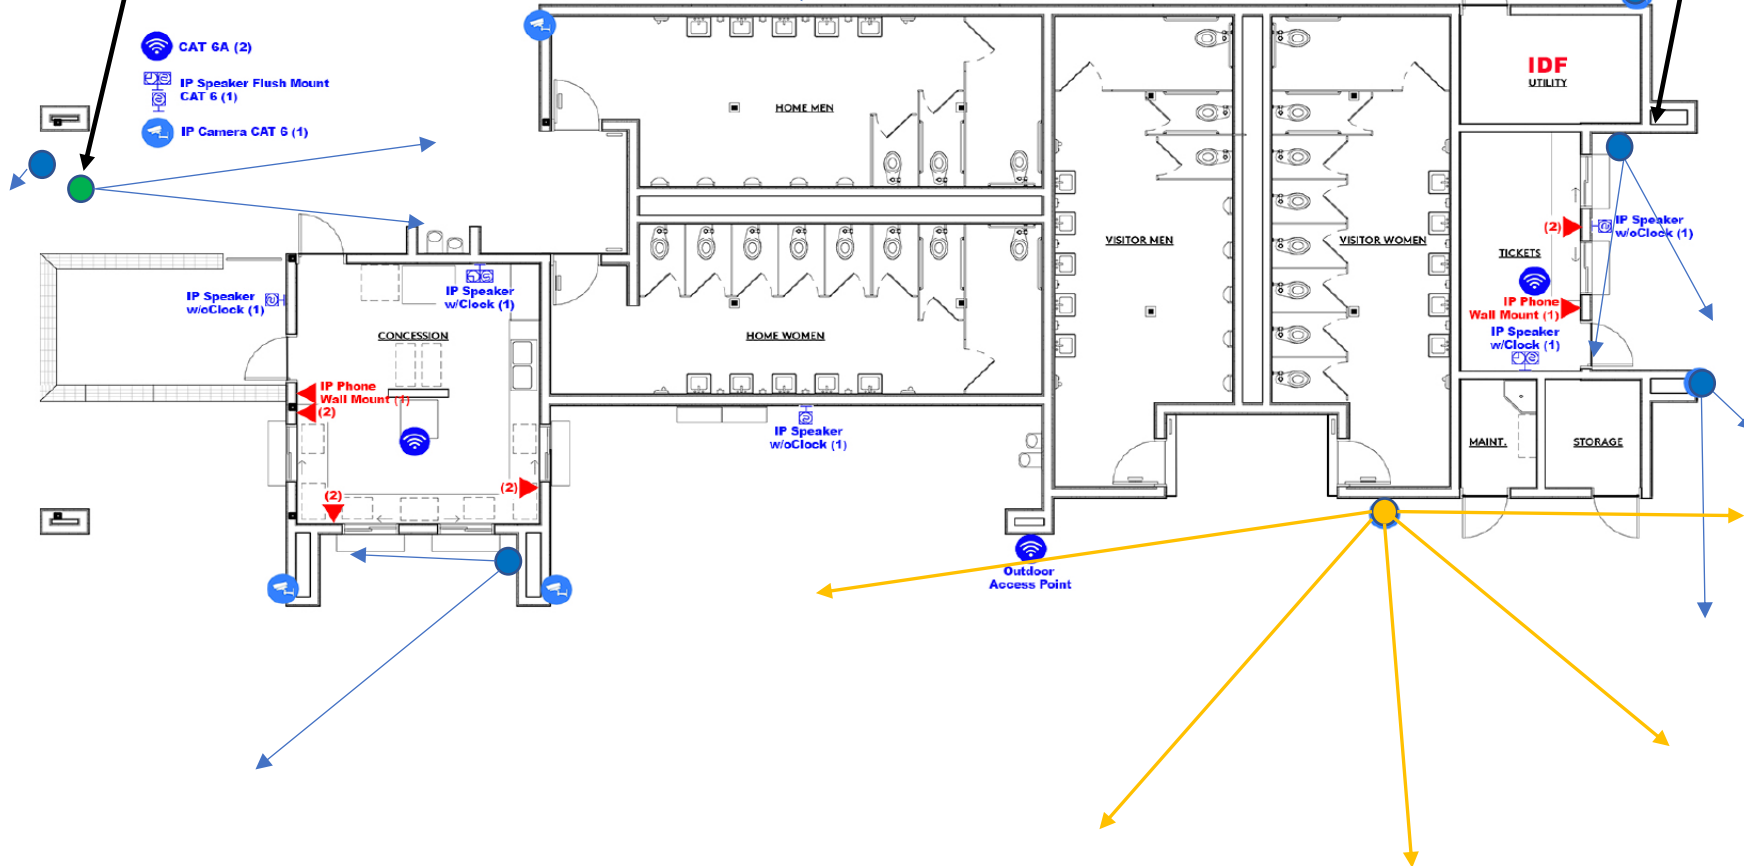 CAT 6A (2)
IP Speaker Flush Mount
CAT 6 (1)
IP Camera CAT 6 (1)
HOME MEN
IDF
UTILITY
VISITOR MEN
VISITOR WOMEN
(2)
IP Speaker
w/oClock (1)
TICKETS
IP Phone
Wall Mount (1)
IP Speaker
w/Clock (1)
IP Speaker
w/oClock (1)
IP Speaker
w/Clock (1)
CONCESSION
HOME WOMEN
IP Phone
Wall Mount (1)
(2)
IP Speaker
w/oClock (1)
MAINT.
STORAGE
(2)
(2)
Outdoor
Access Point